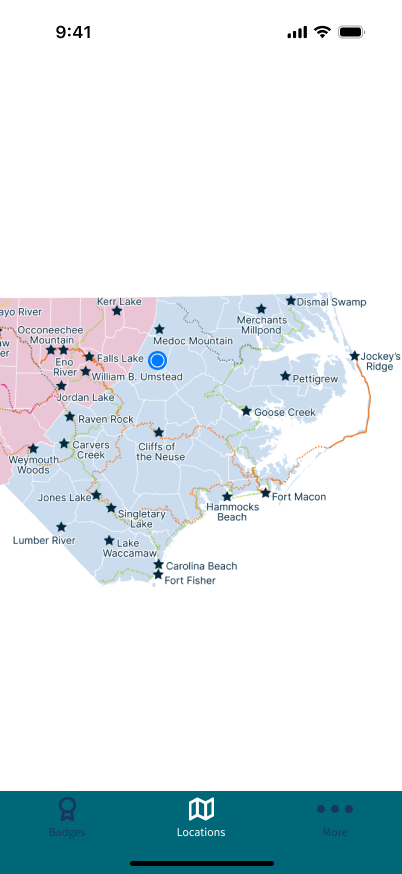 9:41
Kerr Lake
Dismal Swamp
ayo River
Merchants
Millpond
Occoneechee
Mountain
aw
er
Medoc Mountain
Eno
River
Falls Lake
Jockey's
Ridge
William B. Umstead
Pettigrew
Jordan Lake
Goose Creek
Raven Rock
Carvers
Creek
Cliffs of
the Neuse
Weymouth
Woods
Jones Lake
Fort Macon
Hammocks
Beach
Singletary
Lake
Lumber River
Lake
Waccamaw
Carolina Beach
Fort Fisher
Badges
Locations
More